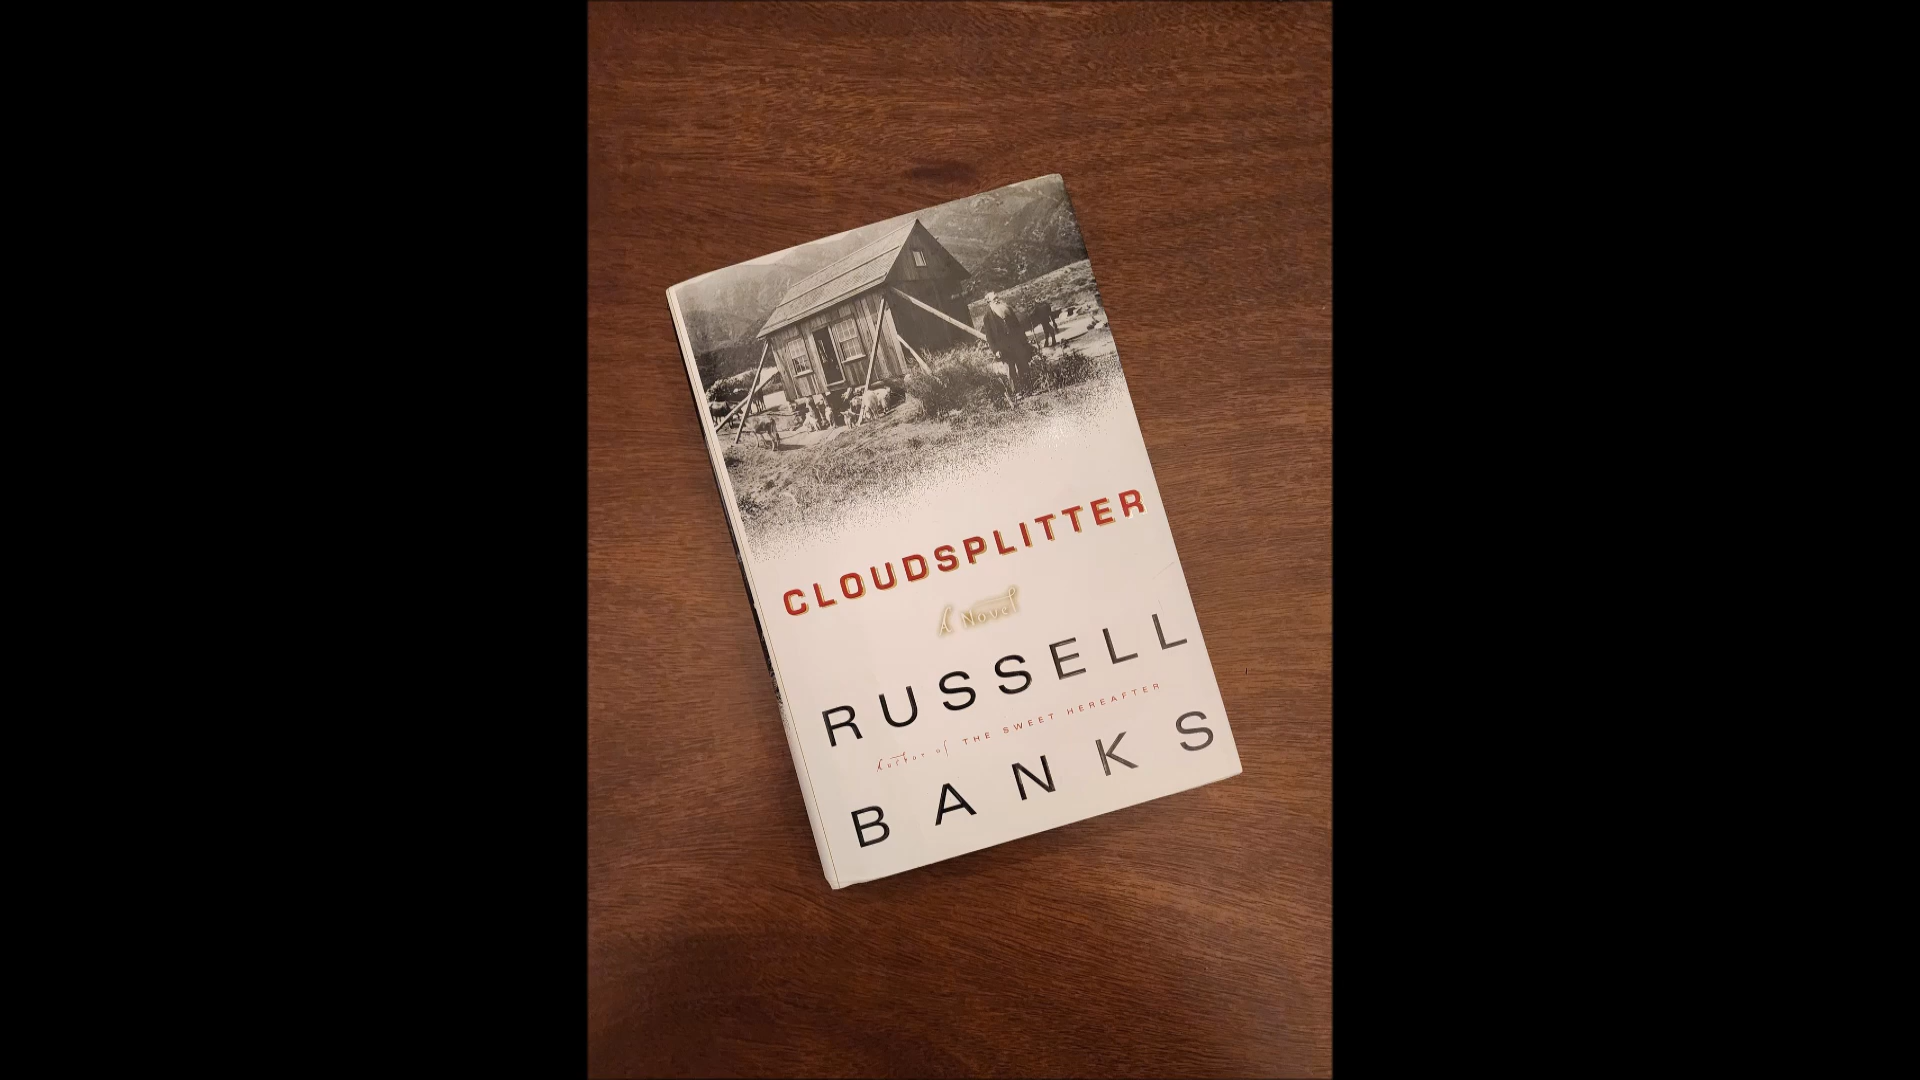 CLOUDSPLITTER
A Novel
RUSSELL
Author of THE SWEET HEREAFTER
BANKS